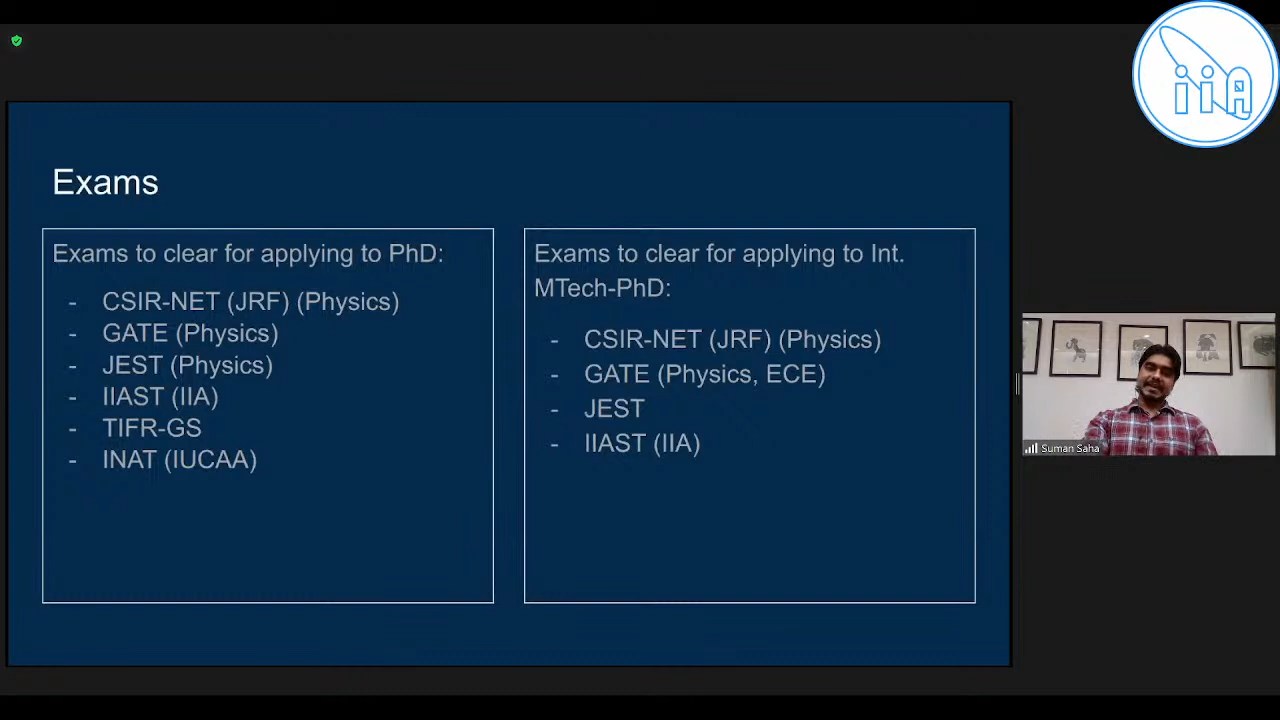 iiA
Exams
Exams to clear for applying to PhD:
- CSIR-NET (JRF) (Physics)
- GATE (Physics)
- JEST (Physics)
- IIAST (IIA)
- TIFR-GS
- INAT (IUCAA)
Exams to clear for applying to Int.
MTech-PhD:
- CSIR-NET (JRF) (Physics)
- GATE (Physics, ECE)
- JEST
- IIAST (IIA)
Suman Saha